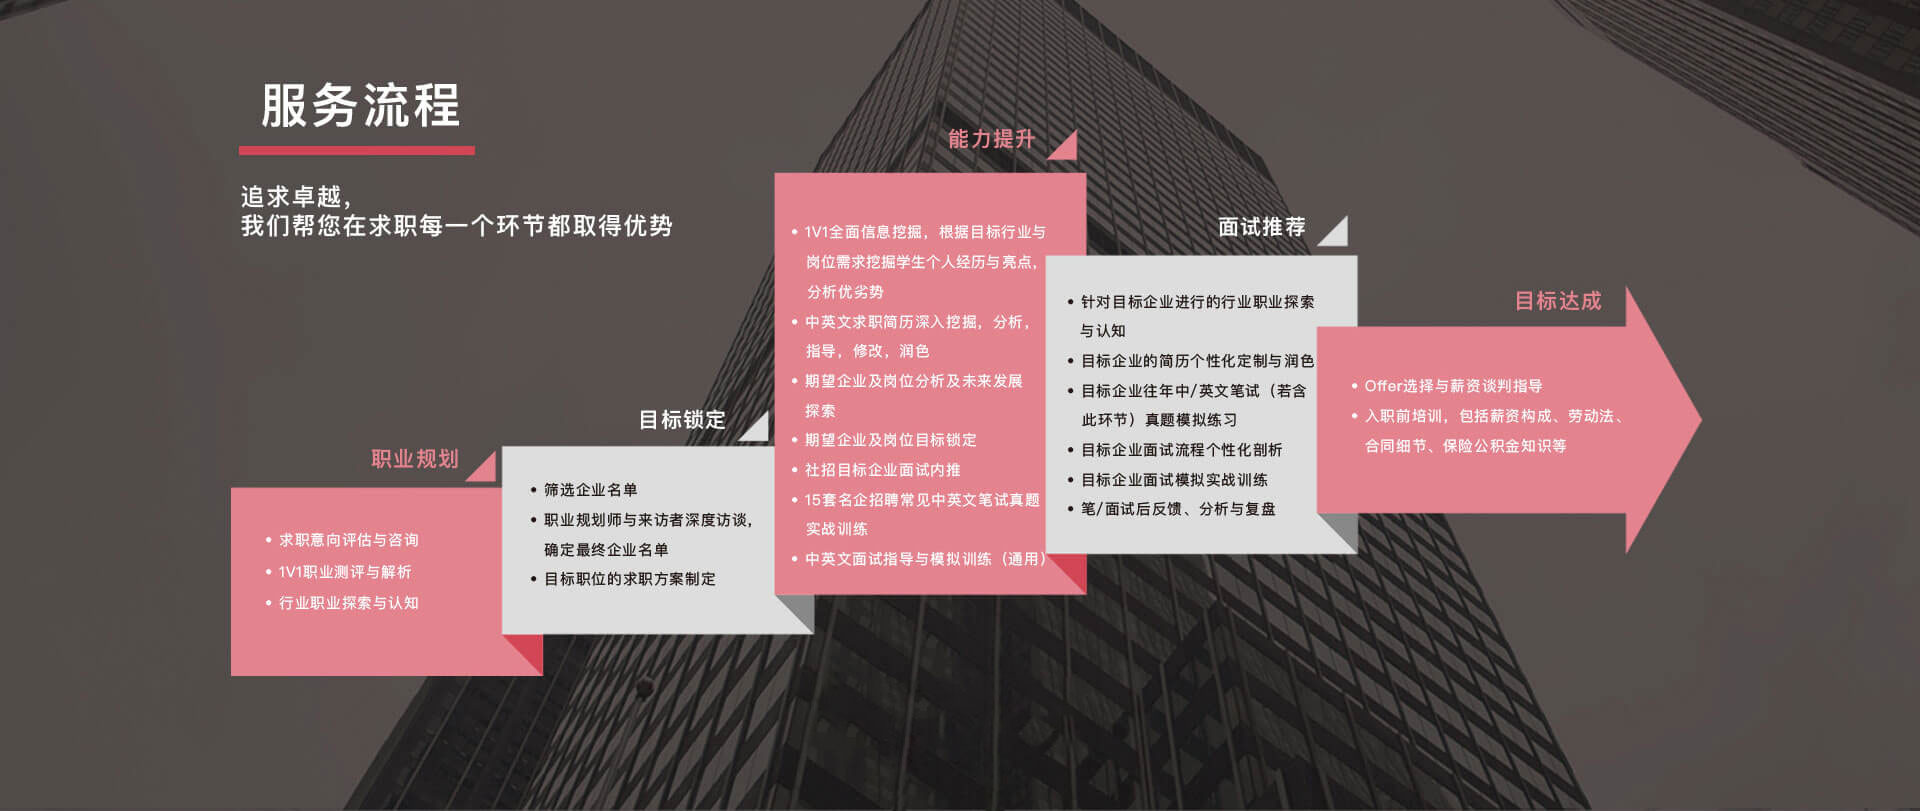 服务流程
追求卓越，
我们帮您在求职每一个环节都取得优势
职业规划
• 求职意向评估与咨询
• 1V1职业测评与解析
• 行业职业探索与认知
目标锁定
• 筛选企业名单
• 职业规划师与来访者深度访谈，
确定最终企业名单
• 目标职位的求职方案制定
能力提升
• 1V1全面信息挖掘，根据目标行业与
岗位需求挖掘学生个人经历与亮点，
分析优劣势
• 中英文求职简历深入挖掘，分析，
指导，修改，润色
• 期望企业及岗位分析及未来发展
探索
• 期望企业及岗位目标锁定
• 社招目标企业面试内推
• 15套名企招聘常见中英文笔试真题
实战训练
• 中英文面试指导与模拟训练（通用）
面试推荐
• 针对目标企业进行的行业职业探索
与认知
• 目标企业的简历个性化定制与润色
• 目标企业往年中/英文笔试（若含
此环节）真题模拟练习
• 目标企业面试流程个性化剖析
• 目标企业面试模拟实战训练
• 笔/面试后反馈、分析与复盘
目标达成
• Offer选择与薪资谈判指导
• 入职前培训，包括薪资构成、劳动法、
合同细节、保险公积金知识等